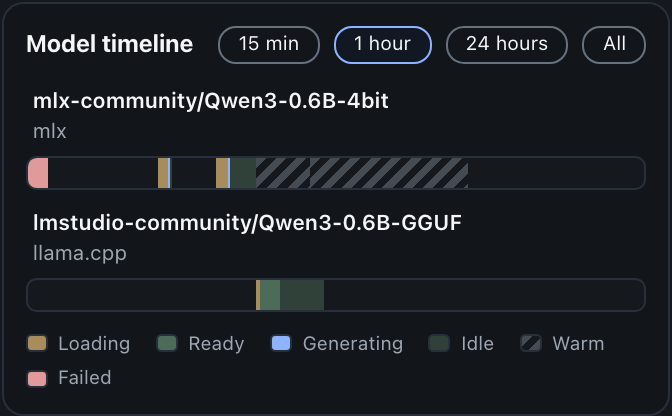 Model timeline 15 min 1 hour 24 hours All
mlx-community/Qwen3-0.6B-4bit
mlx
lmstudio-community/Qwen3-0.6B-GGUF
llama.cpp
Loading Ready Generating Idle Warm
Failed